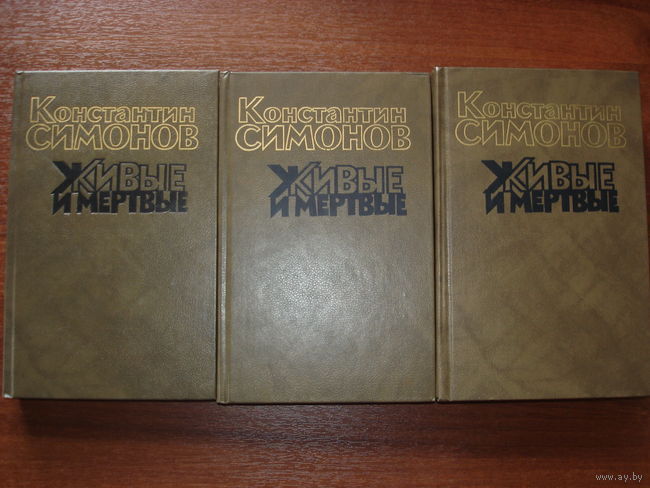 Константин
СИМОНОВ
ЖИВЫЕ
И МЕРТВЫЕ
Константин
СИМОНОВ
ЖИВЫЕ
И МЕРТВЫЕ
Константин
СИМОНОВ
ЖИВЫЕ
И МЕРТВЫЕ
www.ay.by